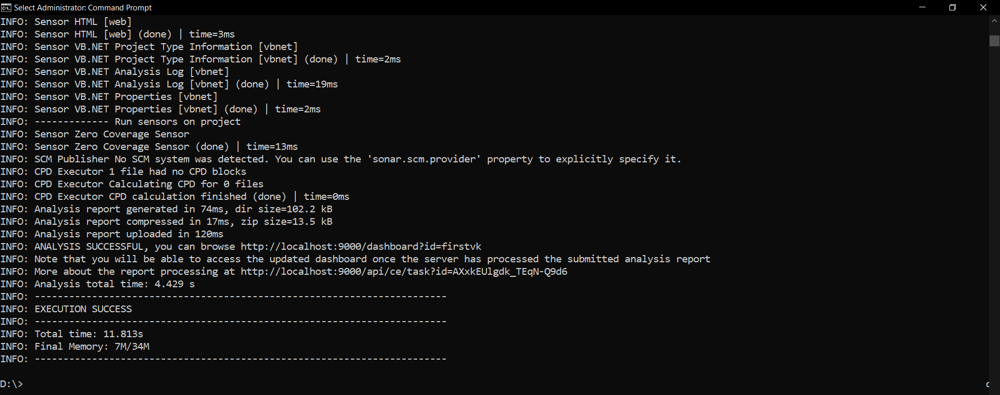 Select Administrator: Command Prompt
INFO: Sensor HTML [web]
INFO: Sensor HTML [web] (done) | time=3ms
INFO: Sensor VB.NET Project Type Information [vbnet]
INFO: Sensor VB.NET Project Type Information [vbnet] (done) | time=2ms
INFO: Sensor VB.NET Analysis Log [vbnet]
INFO: Sensor VB.NET Analysis Log [vbnet] (done) | time=19ms
INFO: Sensor VB.NET Properties [vbnet]
INFO: Sensor VB.NET Properties [vbnet] (done) | time=2ms
INFO: ------------- Run sensors on project
INFO: Sensor Zero Coverage Sensor
INFO: Sensor Zero Coverage Sensor (done) | time=13ms
INFO: SCM Publisher No SCM system was detected. You can use the 'sonar.scm.provider' property to explicitly specify it.
INFO: CPD Executor 1 file had no CPD blocks
INFO: CPD Executor Calculating CPD for 0 files
INFO: CPD Executor CPD calculation finished (done) | time=0ms
INFO: Analysis report generated in 74ms, dir size=102.2 kB
INFO: Analysis report compressed in 17ms, zip size=13.5 kB
INFO: Analysis report uploaded in 120ms
INFO: ANALYSIS SUCCESSFUL, you can browse http://localhost:9000/dashboard?id=firstvk
INFO: Note that you will be able to access the updated dashboard once the server has processed the submitted analysis report
INFO: More about the report processing at http://localhost:9000/api/ce/task?id=AXxkEUlgdk_TEqN-Q9d6
INFO: Analysis total time: 4.429 s
INFO: ------------------------------------------------------------------------
INFO: EXECUTION SUCCESS
INFO: ------------------------------------------------------------------------
INFO: Total time: 11.813s
INFO: Final Memory: 7M/34M
INFO: ------------------------------------------------------------------------
D:\>